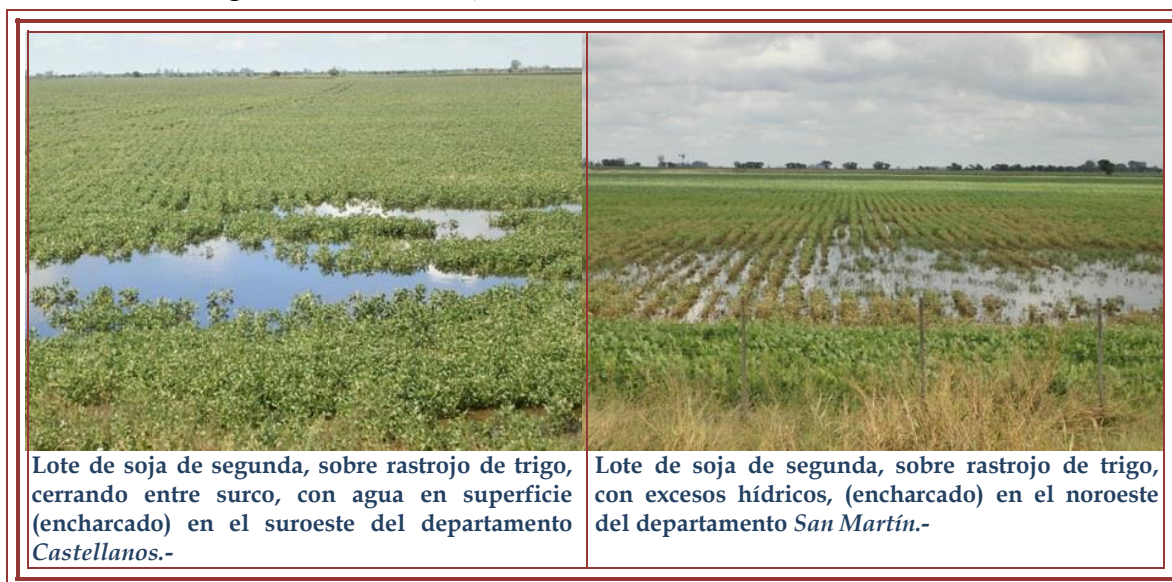 Lote de soja de segunda, sobre rastrojo de trigo,
cerrando entre surco, con agua en superficie
(encharcado) en el suroeste del departamento
Castellanos.-
Lote de soja de segunda, sobre rastrojo de trigo,
con excesos hídricos, (encharcado) en el noroeste
del departamento San Martín.-